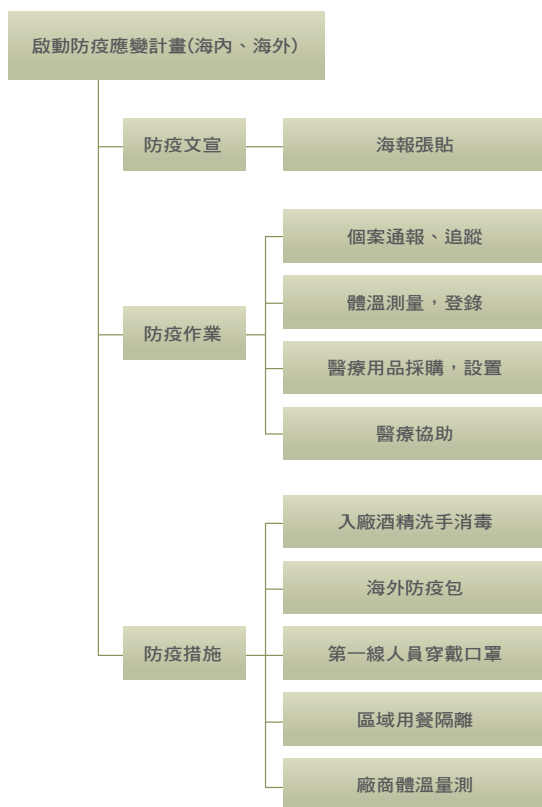 啟動防疫應變計畫(海內、海外)
防疫文宣
海報張貼
防疫作業
個案通報、追蹤
體溫測量，登錄
醫療用品採購，設置
醫療協助
防疫措施
入廠酒精洗手消毒
海外防疫包
第一線人員穿戴口罩
區域用餐隔離
廠商體溫量測